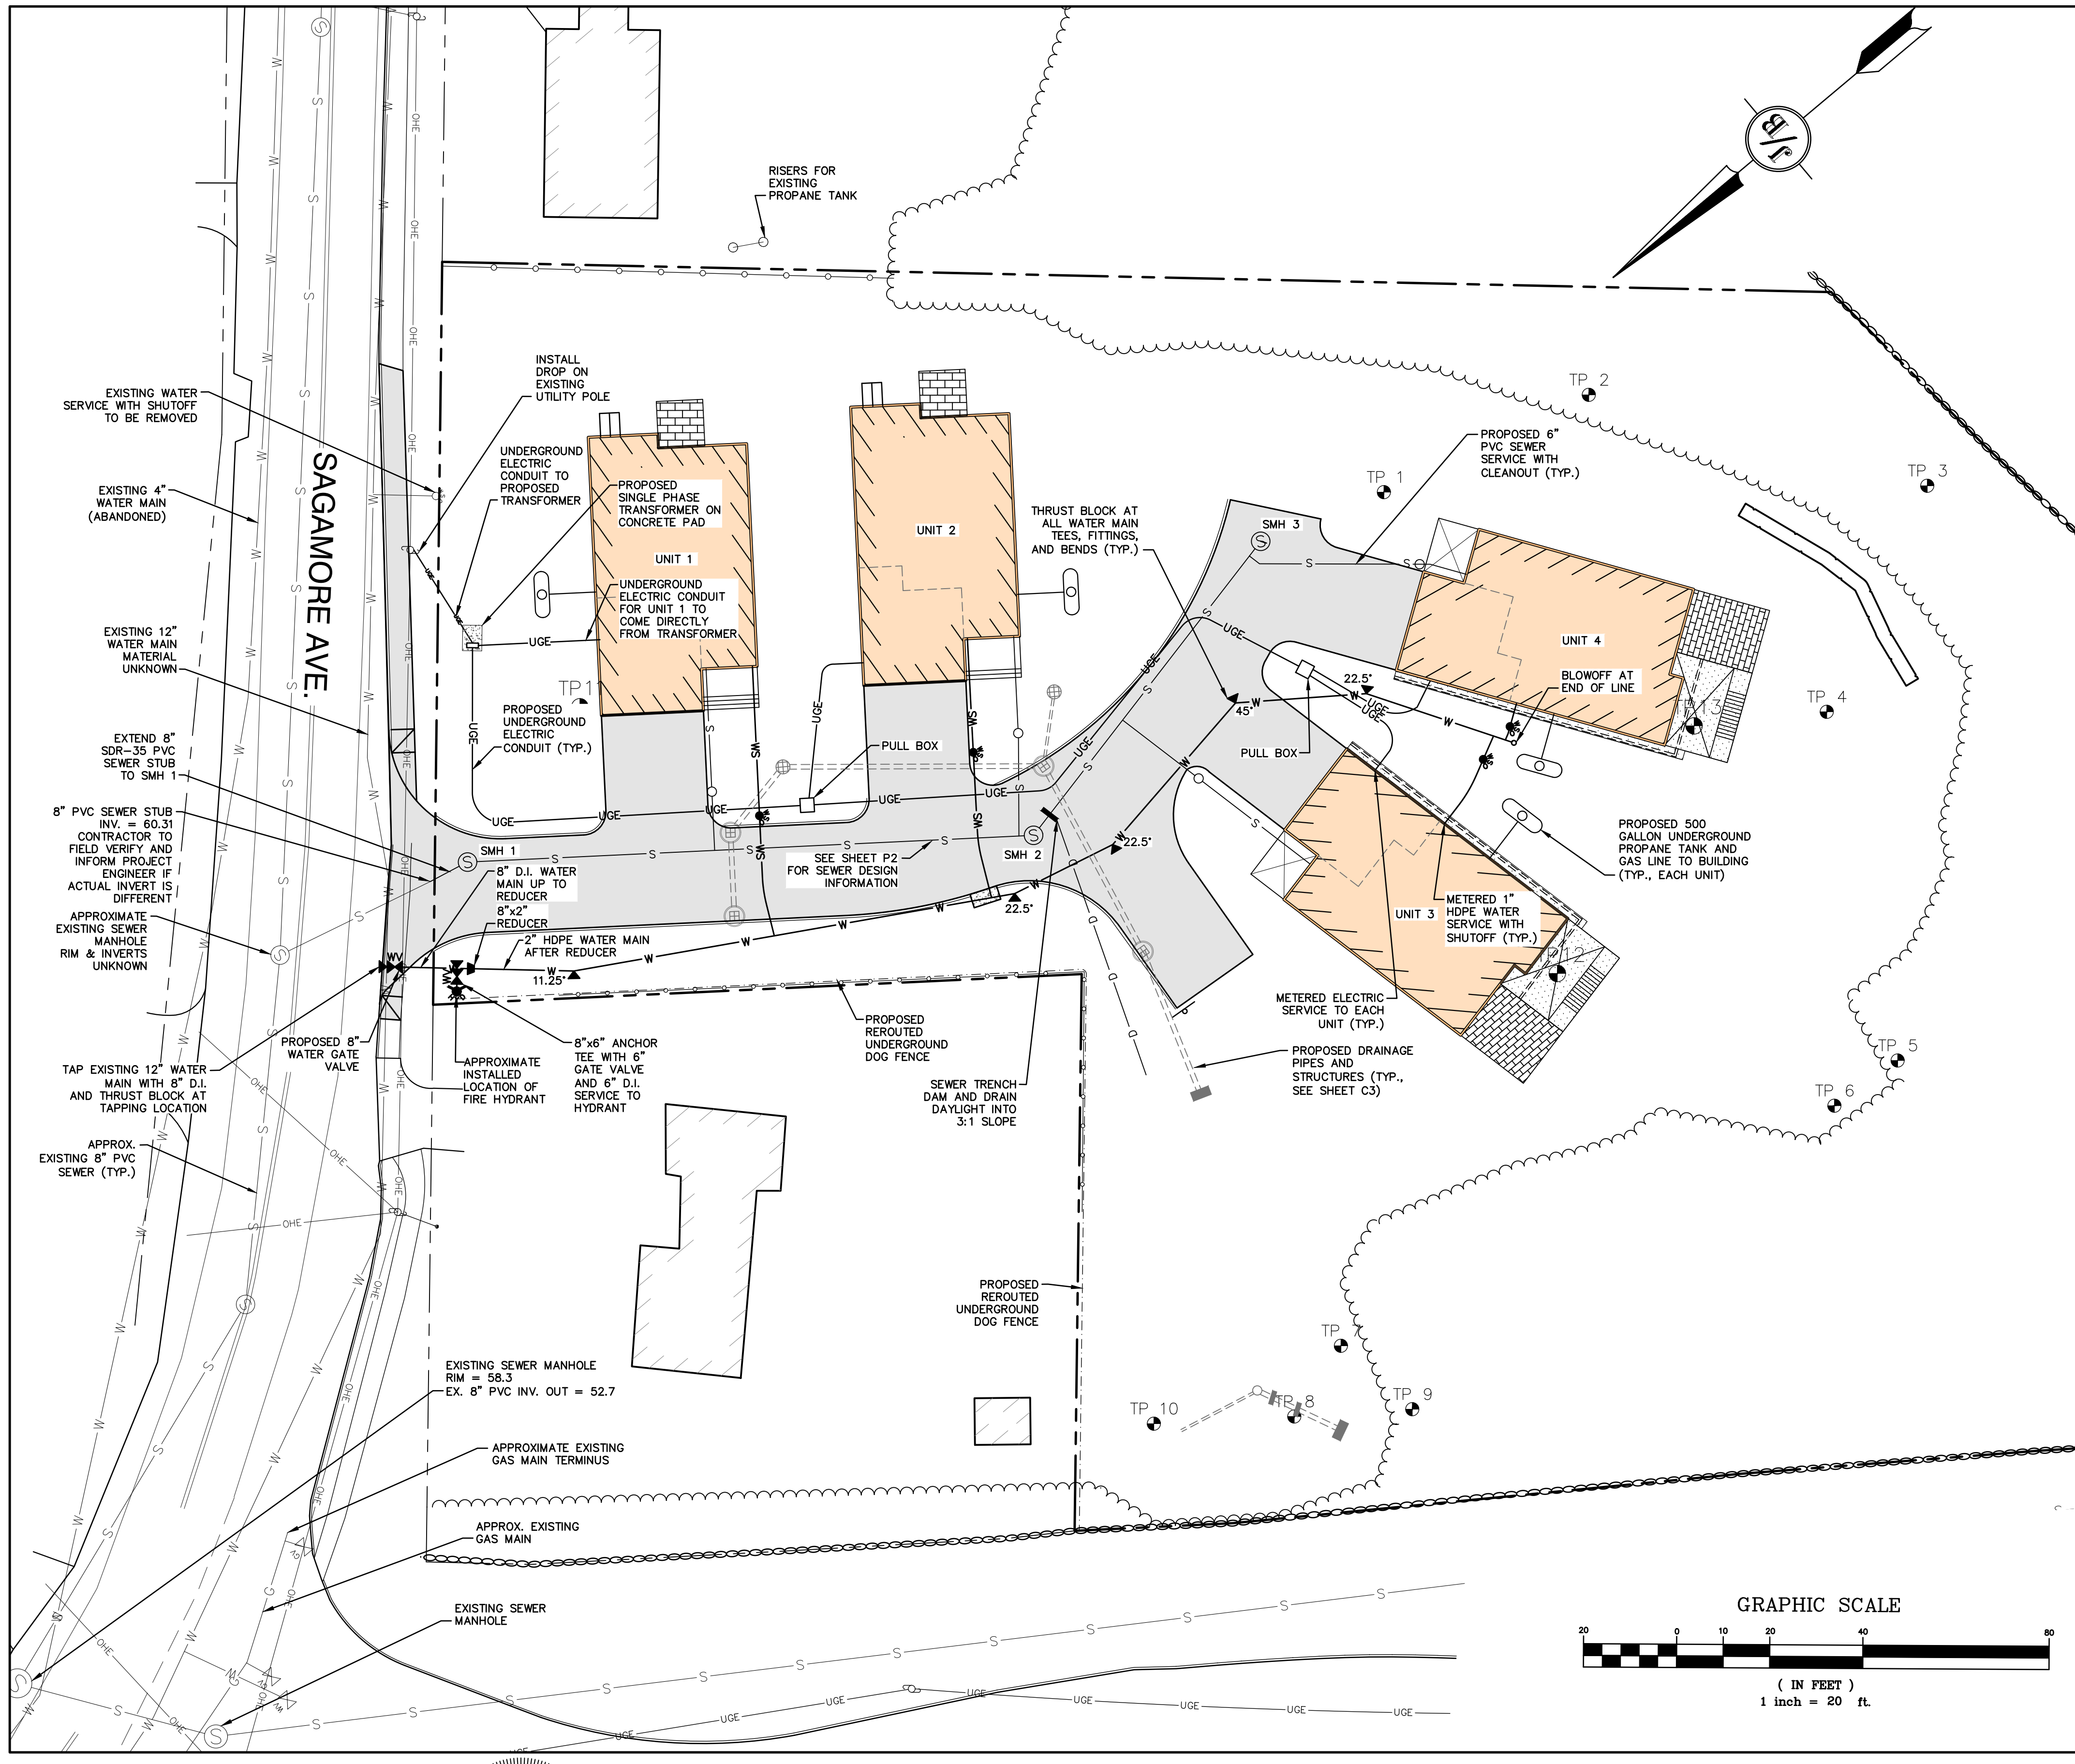 RISERS FOR
EXISTING
PROPANE TANK
J/B
INSTALL
DROP ON
EXISTING
UTILITY POLE
EXISTING WATER
SERVICE WITH SHUTOFF
TO BE REMOVED
UNDERGROUND
ELECTRIC
CONDUIT TO
PROPOSED
TRANSFORMER
PROPOSED
SINGLE PHASE
TRANSFORMER ON
CONCRETE PAD
EXISTING 4"
WATER MAIN
(ABANDONED)
SAGAMORE AVE.
UNIT 1
UNIT 2
UNDERGROUND
ELECTRIC CONDUIT
FOR UNIT 1 TO
COME DIRECTLY
FROM TRANSFORMER
THRUST BLOCK AT
ALL WATER MAIN
TEES, FITTINGS,
AND BENDS (TYP.)
PROPOSED 6"
PVC SEWER
SERVICE WITH
CLEANOUT (TYP.)
TP 1
TP 2
TP 3
TP 4
TP 5
TP 6
TP 7
TP 8
TP 9
TP 10
TP 11
TP 12
TP 13
SMH 3
UNIT 4
BLOWOFF AT
END OF LINE
22.5°
45°
PULL BOX
EXISTING 12"
WATER MAIN
MATERIAL
UNKNOWN
PROPOSED
UNDERGROUND
ELECTRIC
CONDUIT (TYP.)
PULL BOX
EXTEND 8"
SDR-35 PVC
SEWER STUB
TO SMH 1
8" PVC SEWER STUB
INV. = 60.31
CONTRACTOR TO
FIELD VERIFY AND
INFORM PROJECT
ENGINEER IF
ACTUAL INVERT IS
DIFFERENT
APPROXIMATE
EXISTING SEWER
MANHOLE
RIM & INVERTS
UNKNOWN
SMH 1
8" D.I. WATER
MAIN UP TO
REDUCER
8"x2"
REDUCER
2" HDPE WATER MAIN
AFTER REDUCER
11.25°
SEE SHEET P2
FOR SEWER DESIGN
INFORMATION
SMH 2
22.5°
22.5°
PROPOSED 500
GALLON UNDERGROUND
PROPANE TANK AND
GAS LINE TO BUILDING
(TYP., EACH UNIT)
UNIT 3
METERED 1"
HDPE WATER
SERVICE WITH
SHUTOFF (TYP.)
METERED ELECTRIC
SERVICE TO EACH
UNIT (TYP.)
PROPOSED DRAINAGE
PIPES AND
STRUCTURES (TYP.,
SEE SHEET C3)
PROPOSED
REROUTED
UNDERGROUND
DOG FENCE
SEWER TRENCH
DAM AND DRAIN
DAYLIGHT INTO
3:1 SLOPE
PROPOSED 8"
WATER GATE
VALVE
TAP EXISTING 12" WATER
MAIN WITH 8" D.I.
AND THRUST BLOCK AT
TAPPING LOCATION
APPROXIMATE
INSTALLED
LOCATION OF
FIRE HYDRANT
8"x6" ANCHOR
TEE WITH 6"
GATE VALVE
AND 6" D.I.
SERVICE TO
HYDRANT
APPROX.
EXISTING 8" PVC
SEWER (TYP.)
PROPOSED
REROUTED
UNDERGROUND
DOG FENCE
EXISTING SEWER MANHOLE
RIM = 58.3
EX. 8" PVC INV. OUT = 52.7
APPROXIMATE EXISTING
GAS MAIN TERMINUS
APPROX. EXISTING
GAS MAIN
EXISTING SEWER
MANHOLE
GRAPHIC SCALE
20 0 10 20 40 80
( IN FEET )
1 inch = 20 ft.